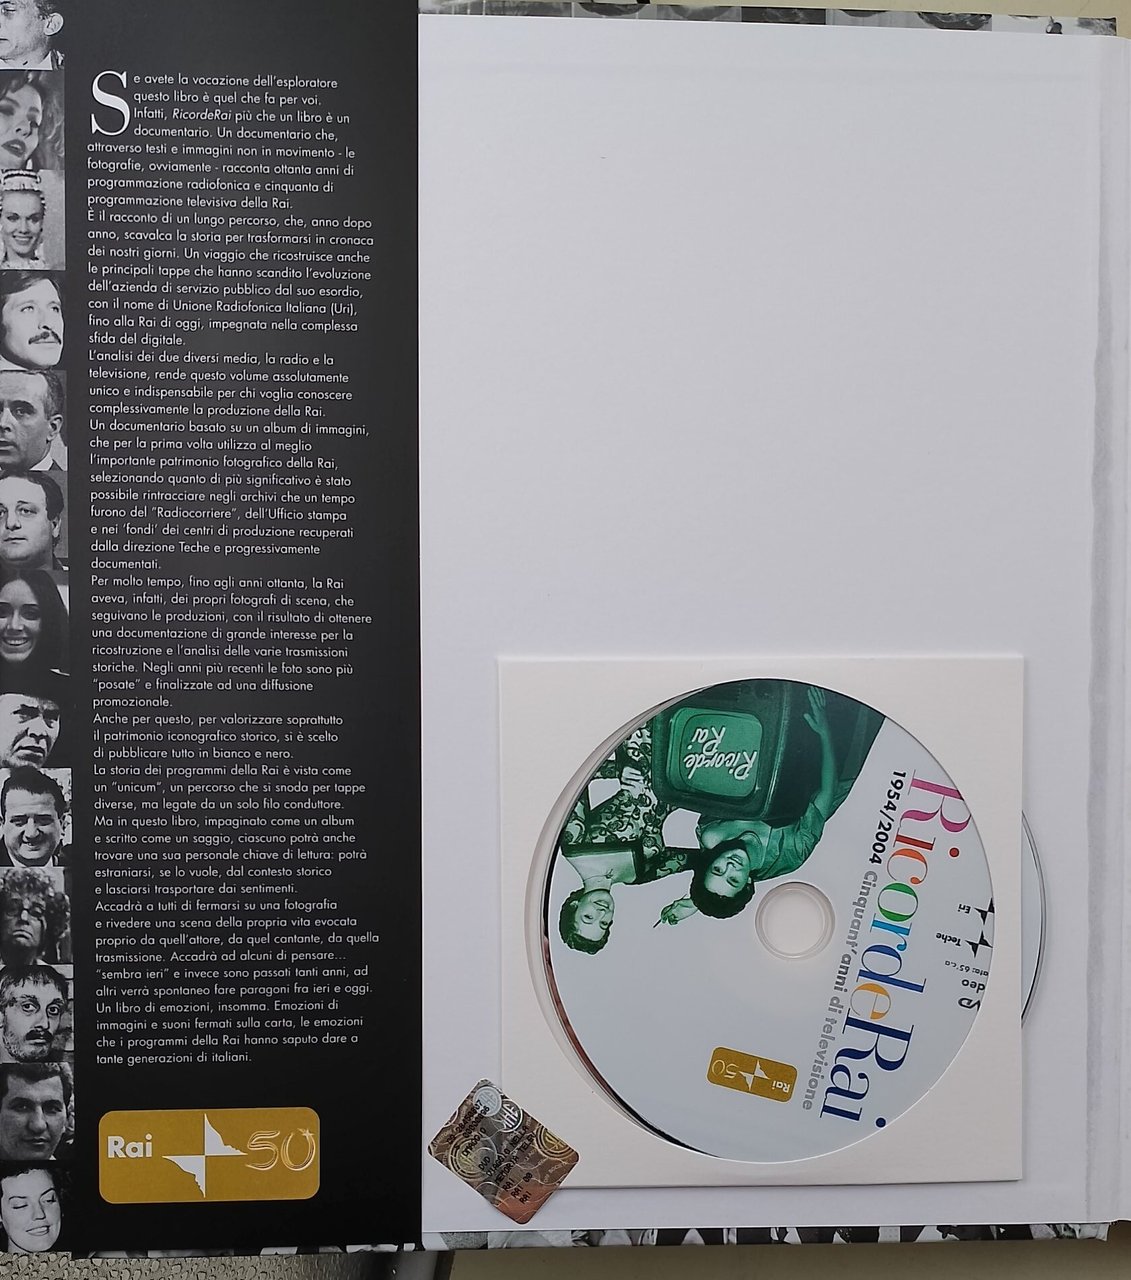 Se avete la vocazione dell'esploratore
questo libro è quel che fa per voi.
Infatti, RicordeRai più che un libro è un
documentario. Un documentario che,
attraverso testi e immagini non in movimento - le
fotografie, ovviamente - racconta ottanta anni di
programmazione radiofonica e cinquanta di
programmazione televisiva della Rai.
È il racconto di un lungo percorso, che, anno dopo
anno, scavalca la storia per trasformarsi in cronaca
dei nostri giorni. Un viaggio che ricostruisce anche
le principali tappe che hanno scandito l'evoluzione
dell'azienda di servizio pubblico dal suo esordio,
con il nome di Unione Radiofonica Italiana (Uri),
fino alla Rai di oggi, impegnata nella complessa
sfida del digitale.
L'analisi dei due diversi media, la radio e la
televisione, rende questo volume assolutamente
unico e indispensabile per chi voglia conoscere
complessivamente la produzione della Rai.
Un documentario basato su un album di immagini,
che per la prima volta utilizza al meglio
l'importante patrimonio fotografico della Rai,
selezionando quanto di più significativo è stato
possibile rintracciare negli archivi che un tempo
furono del "Radiocorriere", dell'Ufficio stampa
e nei 'fondi' dei centri di produzione recuperati
dalla direzione Teche e progressivamente
documentati.
Per molto tempo, fino agli anni ottanta, la Rai
aveva, infatti, dei propri fotografi di scena, che
seguivano le produzioni, con il risultato di ottenere
una documentazione di grande interesse per la
ricostruzione e l'analisi delle varie trasmissioni
storiche. Negli anni più recenti le foto sono più
"posate" e finalizzate ad una diffusione
promozionale.
Anche per questo, per valorizzare soprattutto
il patrimonio iconografico storico, si è scelto
di pubblicare tutto in bianco e nero.
La storia dei programmi della Rai è vista come
un "unicum", un percorso che si snoda per tappe
diverse, ma legate da un solo filo conduttore.
Ma in questo libro, impaginato come un album
e scritto come un saggio, ciascuno potrà anche
trovare una sua personale chiave di lettura: potrà
estraniarsi, se lo vuole, dal contesto storico
e lasciarsi trasportare dai sentimenti.
Accadrà a tutti di fermarsi su una fotografia
e rivedere una scena della propria vita evocata
proprio da quell'attore, da quel cantante, da quella
trasmissione. Accadrà ad alcuni di pensare...
"sembra ieri" e invece sono passati tanti anni, ad
altri verrà spontaneo fare paragoni fra ieri e oggi.
Un libro di emozioni, insomma. Emozioni di
immagini e suoni fermati sulla carta, le emozioni
che i programmi della Rai hanno saputo dare a
tante generazioni di italiani.
Rai 50
Ricorde
Rai
RicordeRai
1954/2004 Cinquant'anni di televisione
Eri
Teche
ata: 65' ca
deo
Rai 50
DVD
RAI